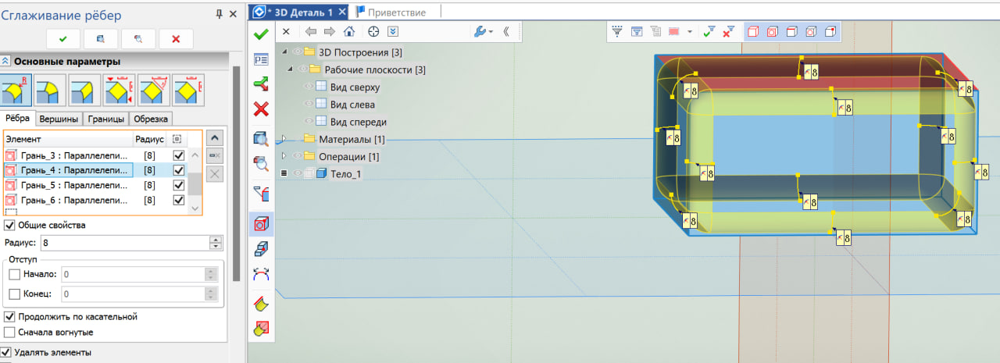 Сглаживание рёбер
Основные параметры
Рёбра Вершины Границы Обрезка
Элемент Радиус
Грань_3 : Параллелепи... [8]
Грань_4 : Параллелепи... [8]
Грань_5 : Параллелепи... [8]
Грань_6 : Параллелепи... [8]
Общие свойства
Радиус: 8
Отступ
Начало: 0
Конец: 0
Продолжить по касательной
Сначала вогнутые
Удалять элементы
* 3D Деталь 1
Приветствие
3D Построения [3]
Рабочие плоскости [3]
Вид сверху
Вид слева
Вид спереди
Материалы [1]
Операции [1]
Тело_1
8
8
8
8
8
8
8
8
8
8
8
8